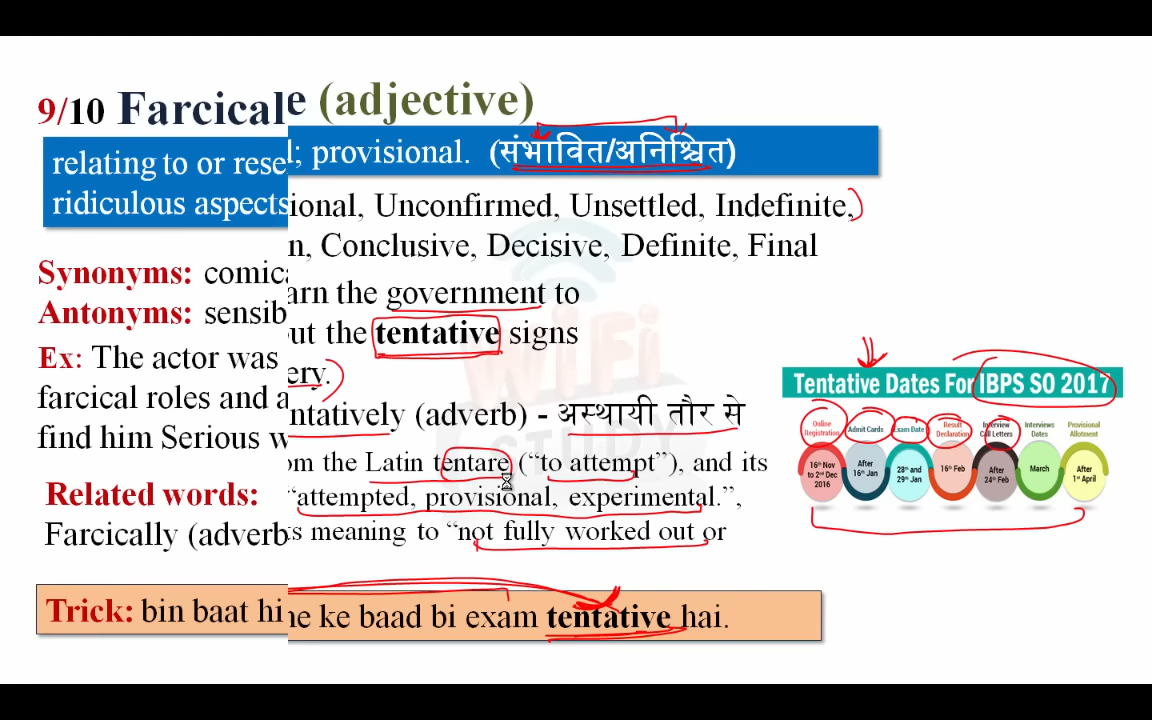 9/10 Farcical
e (adjective)
relating to or rese
ridiculous aspects
l; provisional. (संभावित/अनिश्चित)
ional, Unconfirmed, Unsettled, Indefinite,
n, Conclusive, Decisive, Definite, Final
Synonyms: comica
Antonyms: sensib
arn the government to
ut the tentative signs
ery.
Ex: The actor was
farcical roles and a
find him Serious w
ntatively (adverb) - अस्थायी तौर से
om the Latin tentare (“to attempt”), and its
“attempted, provisional, experimental.”,
s meaning to “not fully worked out or
Related words:
Farcically (adverb
Trick: bin baat hi
ne ke baad bi exam tentative hai.
WiFi
STUDY
Tentative Dates For IBPS SO 2017
Online Registration
Admit Cards
Exam Date
Result Declaration
Interview Call Letters
Interviews Dates
Provisional Allotment
16th Nov to 2nd Dec 2016
After 16th Jan
28th and 29th Jan
16th Feb
After 24th Feb
March
After 1st April